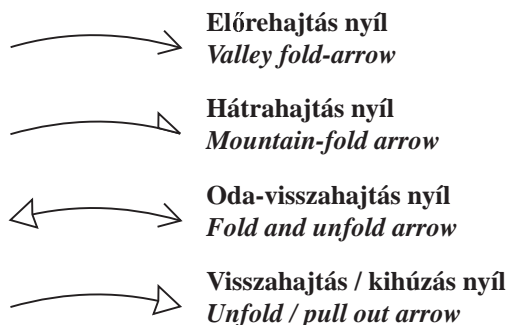 Előrehajtás nyíl
Valley fold-arrow
Hátrahajtás nyíl
Mountain-fold arrow
Oda-visszahajtás nyíl
Fold and unfold arrow
Visszahajtás / kihúzás nyíl
Unfold / pull out arrow